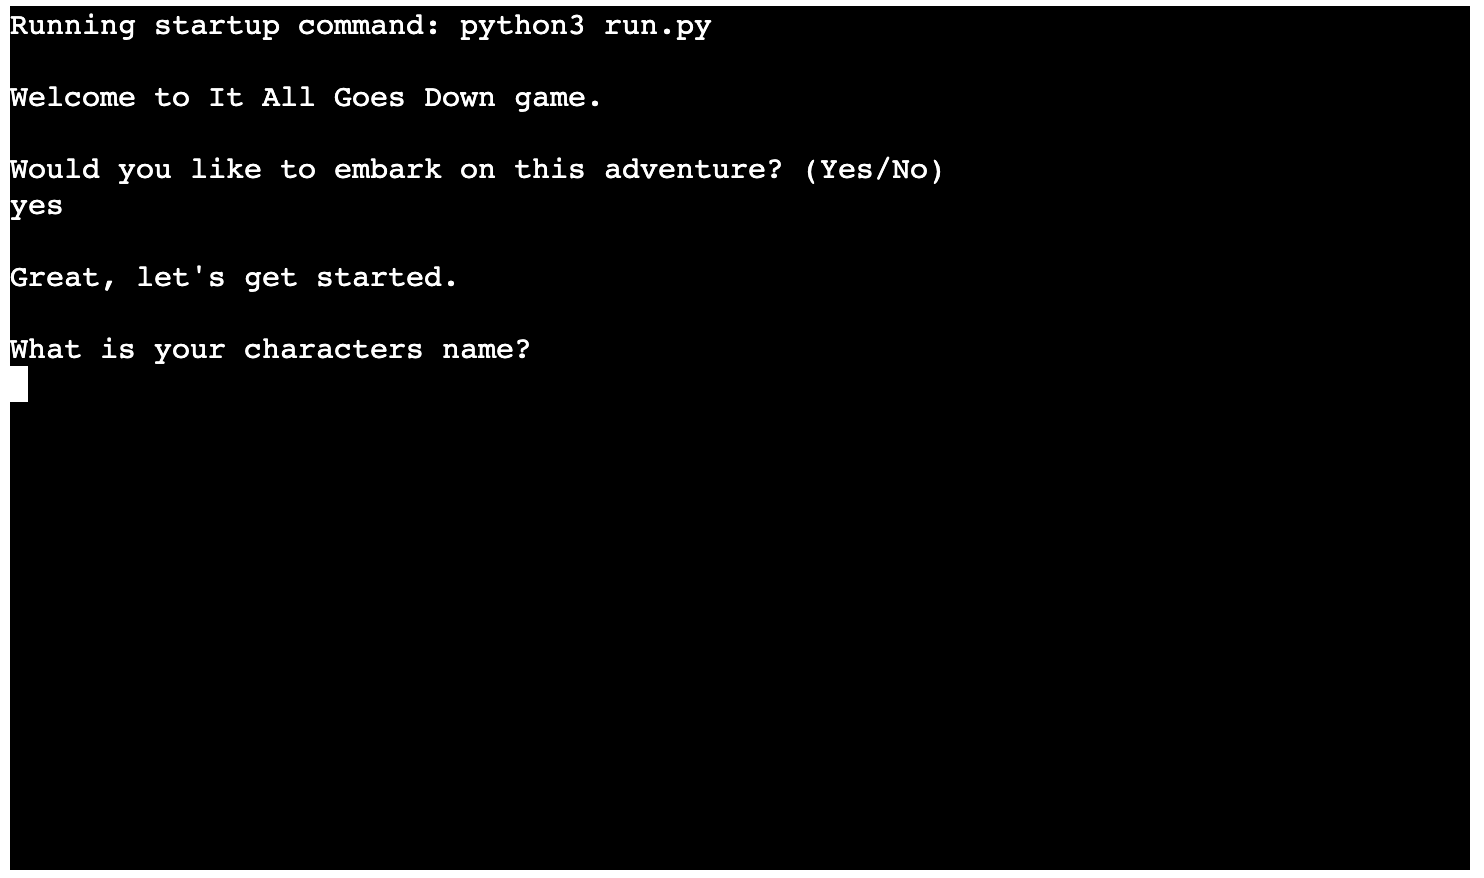 Running startup command: python3 run.py
Welcome to It All Goes Down game.
Would you like to embark on this adventure? (Yes/No)
yes
Great, let's get started.
What is your characters name?